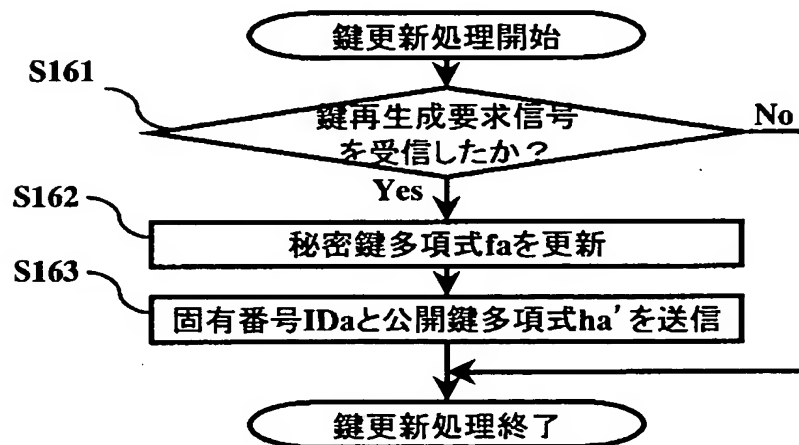 鍵更新処理開始
S161
鍵再生成要求信号
を受信したか？
No
Yes
S162
秘密鍵多項式faを更新
S163
固有番号IDaと公開鍵多項式ha'を送信
鍵更新処理終了